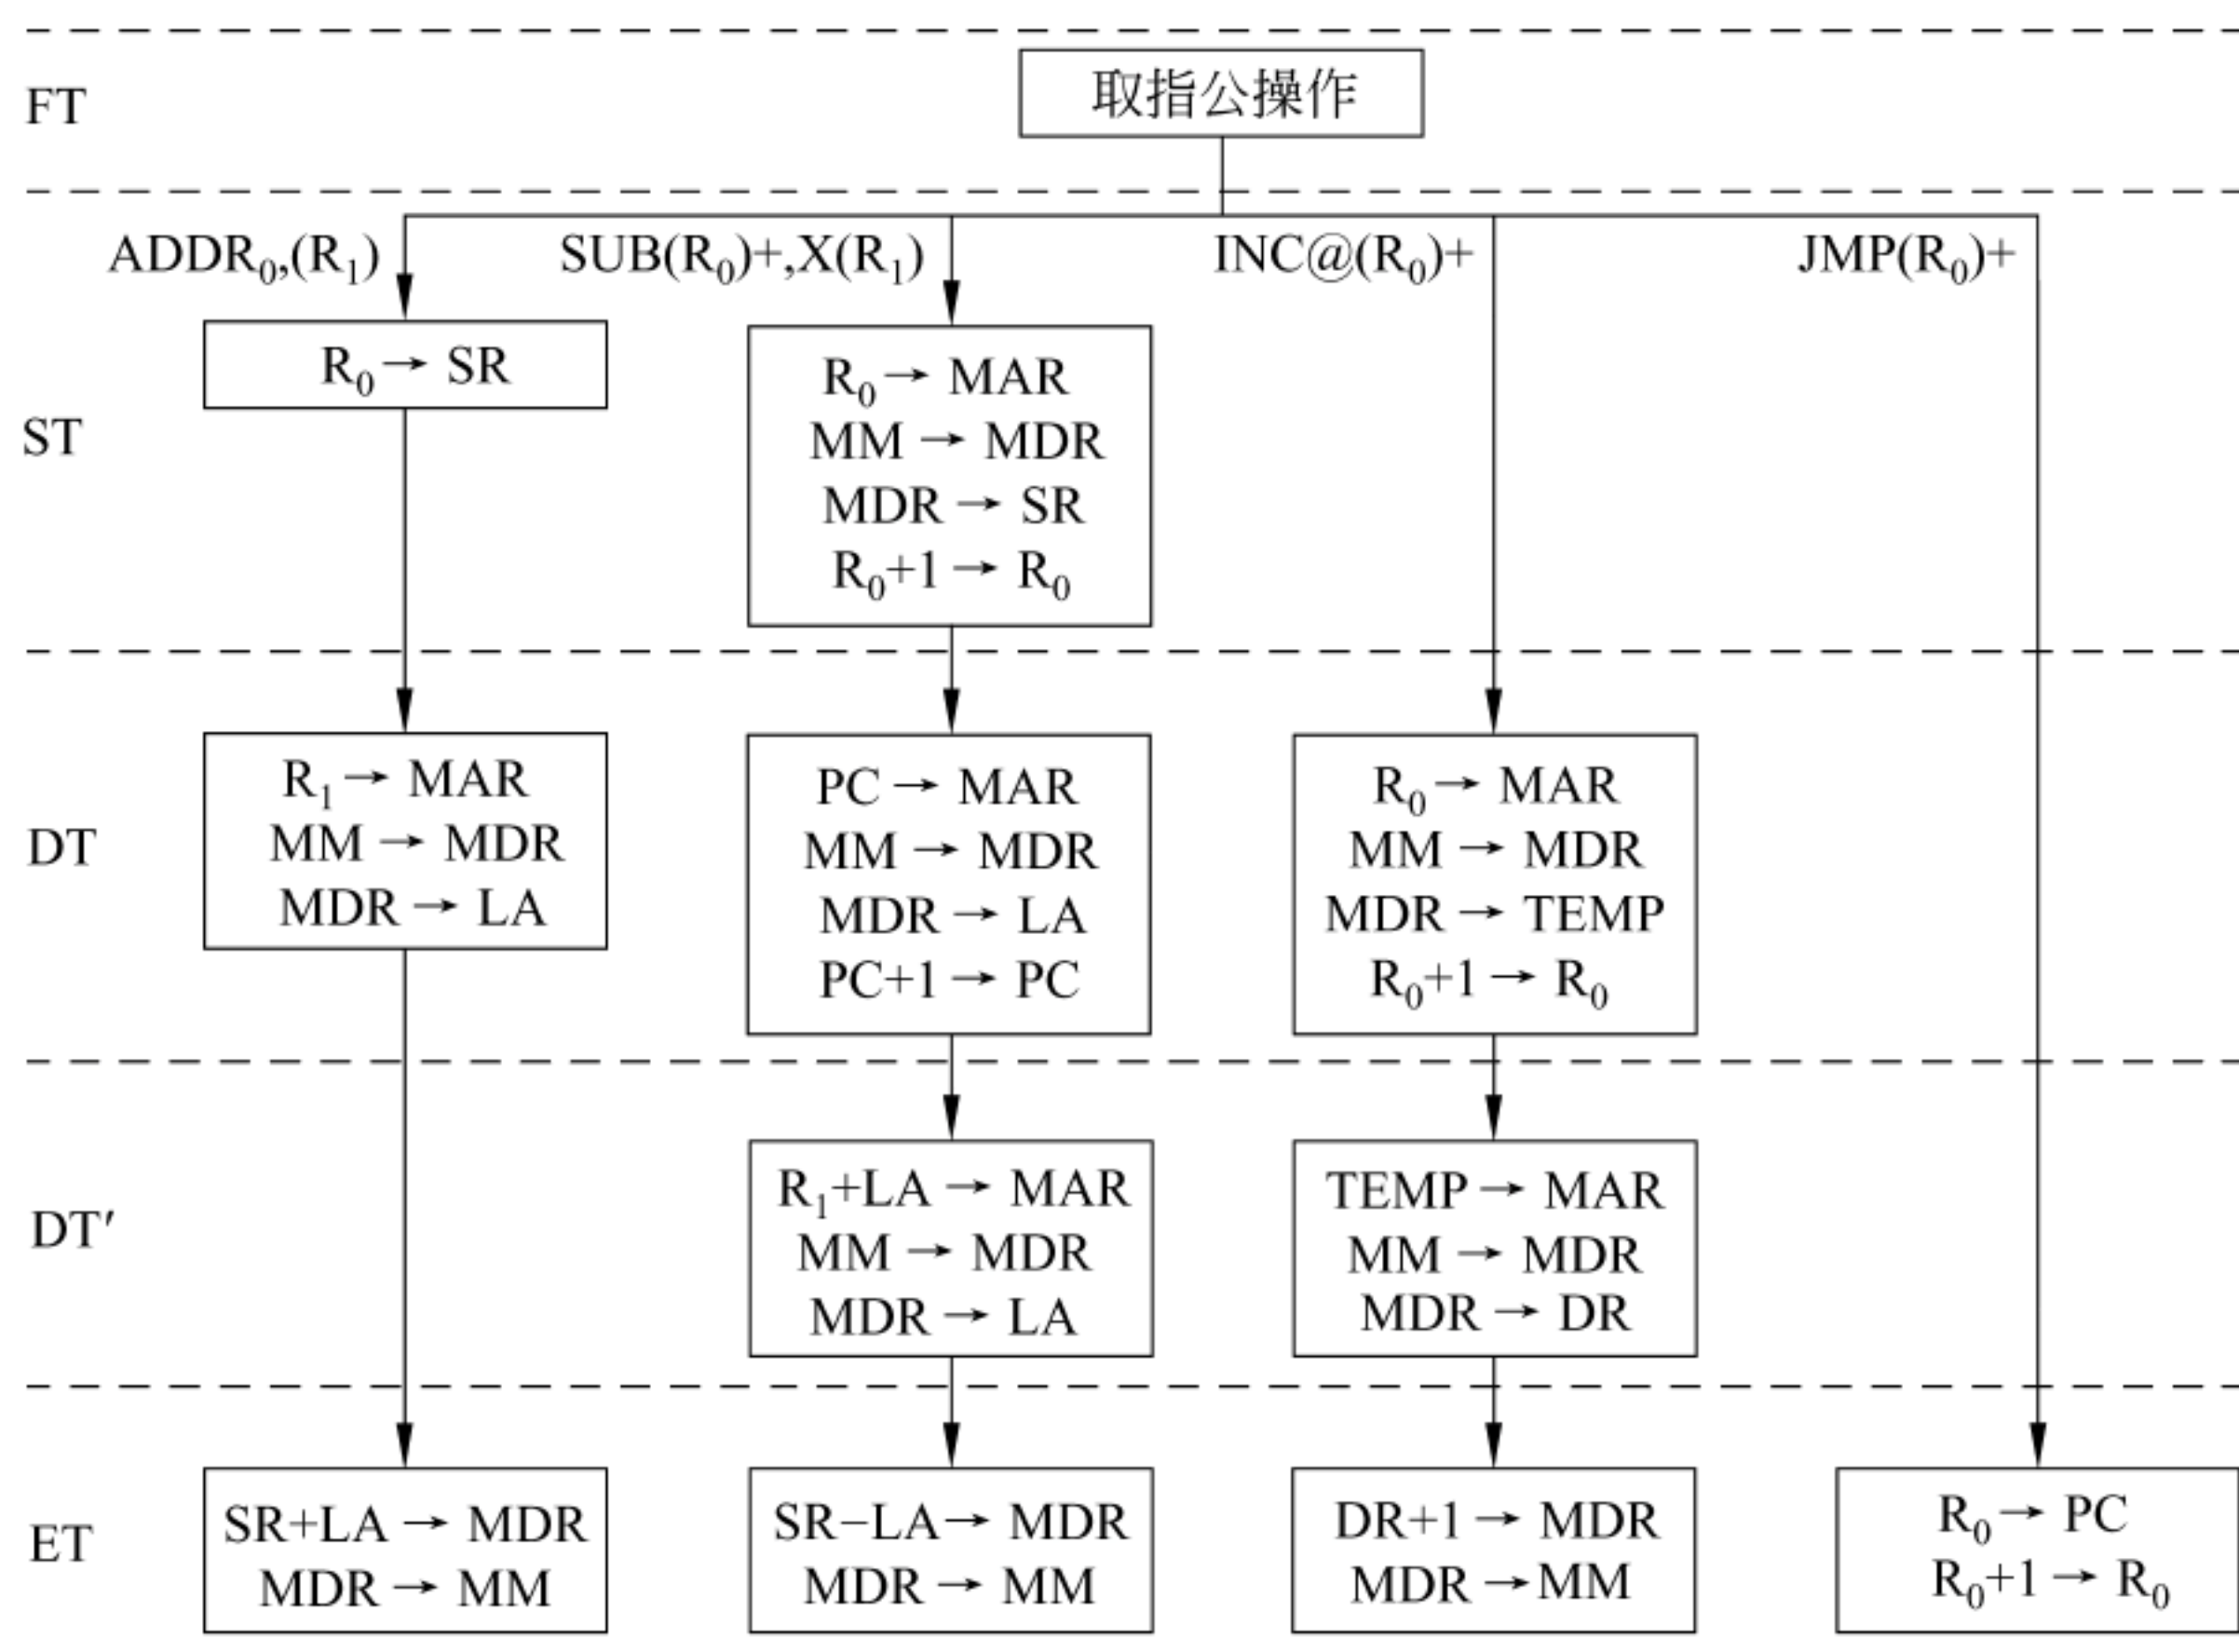 FT
取指公操作
ADDR₀,(R₁)
SUB(R₀)+,X(R₁)
INC@(R₀)+
JMP(R₀)+
ST
R₀→SR
R₀→MAR
MM→MDR
MDR→SR
R₀+1→R₀
DT
R₁→MAR
MM→MDR
MDR→LA
PC→MAR
MM→MDR
MDR→LA
PC+1→PC
R₀→MAR
MM→MDR
MDR→TEMP
R₀+1→R₀
DT′
R₁+LA→MAR
MM→MDR
MDR→LA
TEMP→MAR
MM→MDR
MDR→DR
ET
SR+LA→MDR
MDR→MM
SR−LA→MDR
MDR→MM
DR+1→MDR
MDR→MM
R₀→PC
R₀+1→R₀